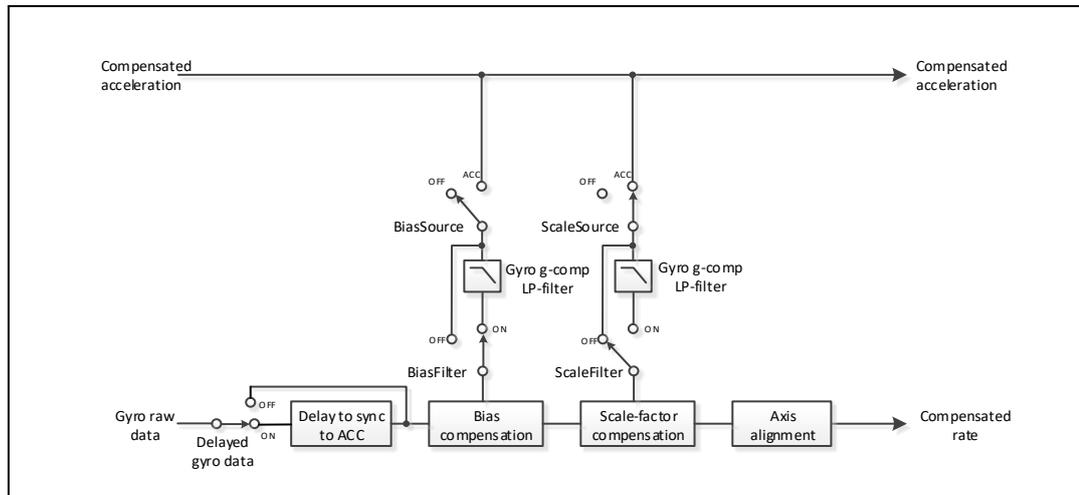 Compensated
acceleration
Compensated
acceleration
OFF
ACC
OFF
ACC
BiasSource
ScaleSource
Gyro g-comp
LP-filter
Gyro g-comp
LP-filter
OFF
ON
OFF
ON
BiasFilter
ScaleFilter
OFF
Gyro raw
data
ON
Delayed
gyro data
Delay to sync
to ACC
Bias
compensation
Scale-factor
compensation
Axis
alignment
Compensated
rate